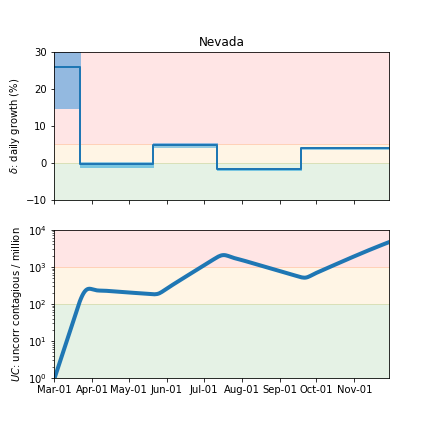 Nevada
δ: daily growth (%)
30
20
10
0
−10
UC: uncorr contagious / million
10⁴
10³
10²
10¹
10⁰
Mar-01 Apr-01 May-01 Jun-01 Jul-01 Aug-01 Sep-01 Oct-01 Nov-01